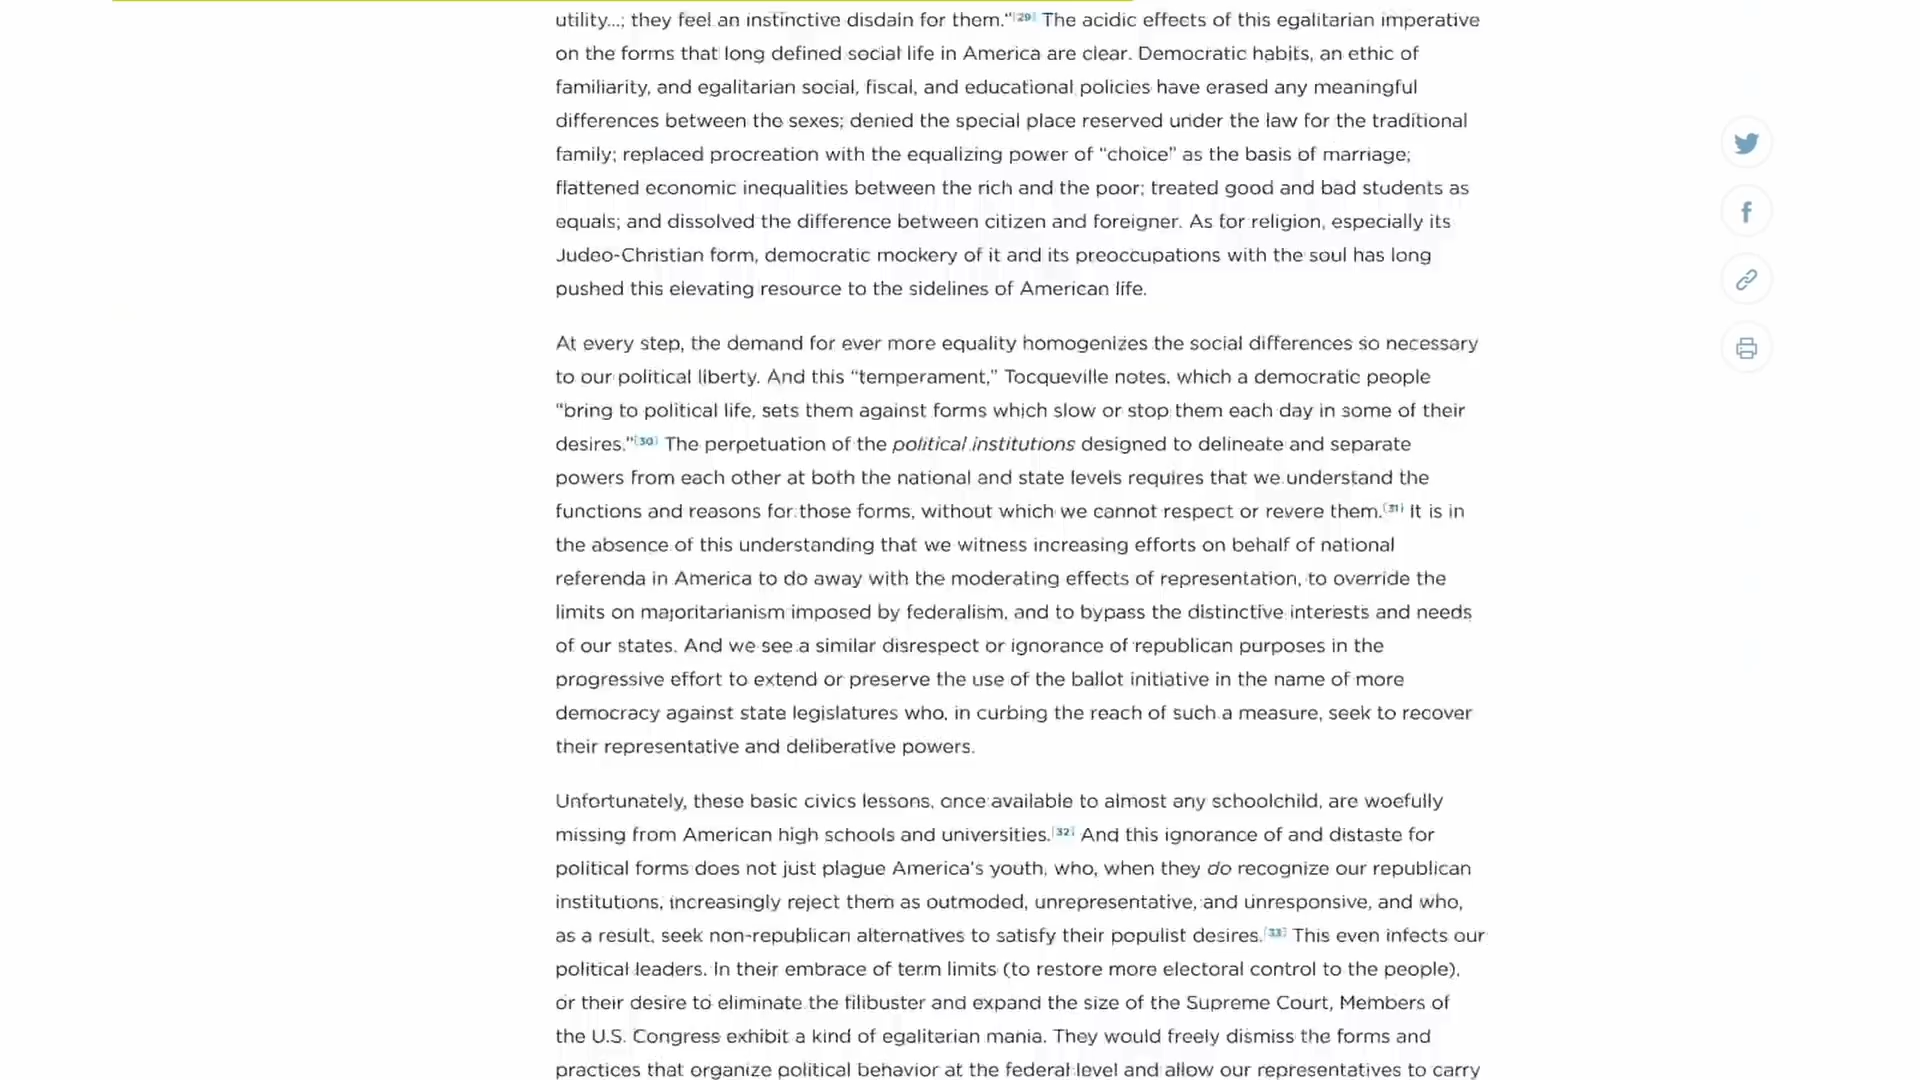 utility...; they feel an instinctive disdain for them."[29] The acidic effects of this egalitarian imperative
on the forms that long defined social life in America are clear. Democratic habits, an ethic of
familiarity, and egalitarian social, fiscal, and educational policies have erased any meaningful
differences between the sexes; denied the special place reserved under the law for the traditional
family; replaced procreation with the equalizing power of “choice” as the basis of marriage;
flattened economic inequalities between the rich and the poor; treated good and bad students as
equals; and dissolved the difference between citizen and foreigner. As for religion, especially its
Judeo-Christian form, democratic mockery of it and its preoccupations with the soul has long
pushed this elevating resource to the sidelines of American life.
At every step, the demand for ever more equality homogenizes the social differences so necessary
to our political liberty. And this “temperament,” Tocqueville notes, which a democratic people
“bring to political life, sets them against forms which slow or stop them each day in some of their
desires.”[30] The perpetuation of the political institutions designed to delineate and separate
powers from each other at both the national and state levels requires that we understand the
functions and reasons for those forms, without which we cannot respect or revere them.[31] It is in
the absence of this understanding that we witness increasing efforts on behalf of national
referenda in America to do away with the moderating effects of representation, to override the
limits on majoritarianism imposed by federalism, and to bypass the distinctive interests and needs
of our states. And we see a similar disrespect or ignorance of republican purposes in the
progressive effort to extend or preserve the use of the ballot initiative in the name of more
democracy against state legislatures who, in curbing the reach of such a measure, seek to recover
their representative and deliberative powers.
Unfortunately, these basic civics lessons, once available to almost any schoolchild, are woefully
missing from American high schools and universities.[32] And this ignorance of and distaste for
political forms does not just plague America's youth, who, when they do recognize our republican
institutions, increasingly reject them as outmoded, unrepresentative, and unresponsive, and who,
as a result, seek non-republican alternatives to satisfy their populist desires.[33] This even infects our
political leaders. In their embrace of term limits (to restore more electoral control to the people),
or their desire to eliminate the filibuster and expand the size of the Supreme Court, Members of
the U.S. Congress exhibit a kind of egalitarian mania. They would freely dismiss the forms and
practices that organize political behavior at the federal level and allow our representatives to carry